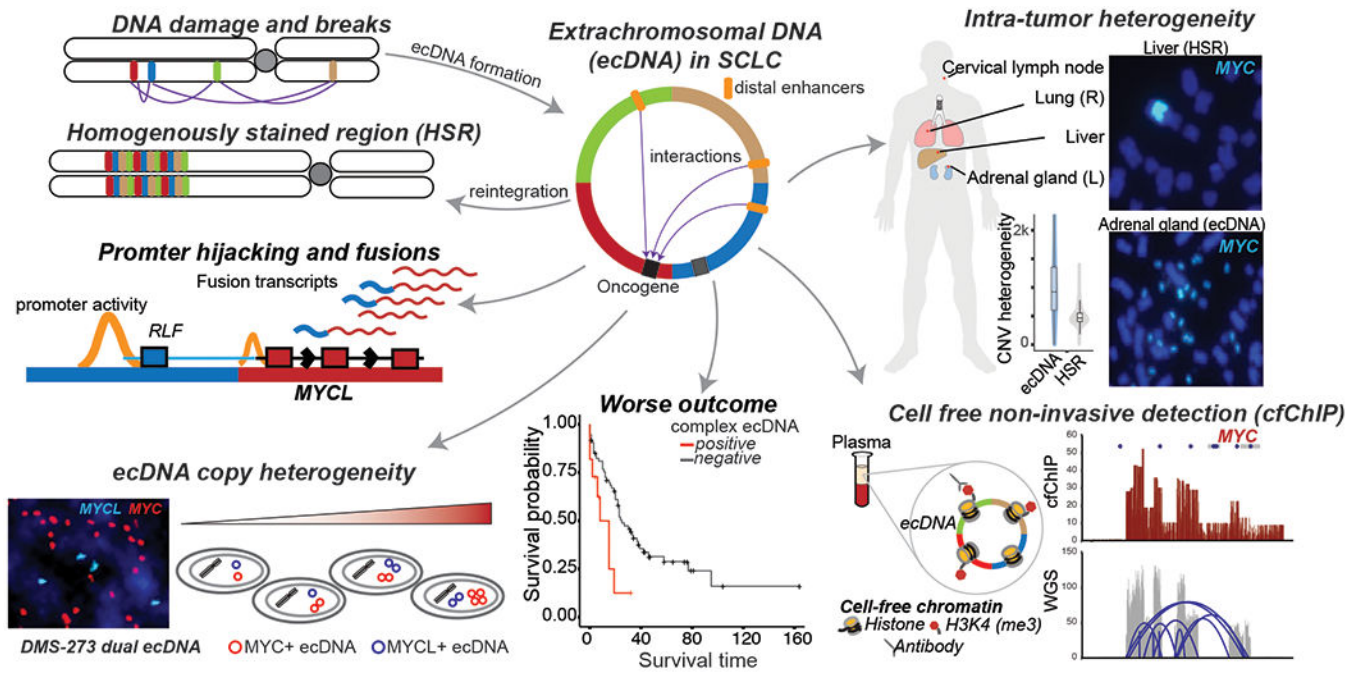 DNA damage and breaks
ecDNA formation
Homogenously stained region (HSR)
reintegration
Extrachromosomal DNA
(ecDNA) in SCLC
distal enhancers
interactions
Oncogene
Intra-tumor heterogeneity
Cervical lymph node
Lung (R)
Liver
Adrenal gland (L)
Liver (HSR)
MYC
Adrenal gland (ecDNA)
MYC
CNV heterogeneity
2k
0
ecDNA
HSR
Promter hijacking and fusions
Fusion transcripts
promoter activity
RLF
MYCL
ecDNA copy heterogeneity
MYCL MYC
DMS-273 dual ecDNA
MYC+ ecDNA
MYCL+ ecDNA
Worse outcome
complex ecDNA
positive
negative
Survival probability
1.00
0.75
0.50
0.25
0.00
0 40 80 120 160
Survival time
Cell free non-invasive detection (cfChIP)
Plasma
ecDNA
Cell-free chromatin
Histone
H3K4 (me3)
Antibody
MYC
cfChIP
60
50
40
30
20
10
0
WGS
150
100
50
0